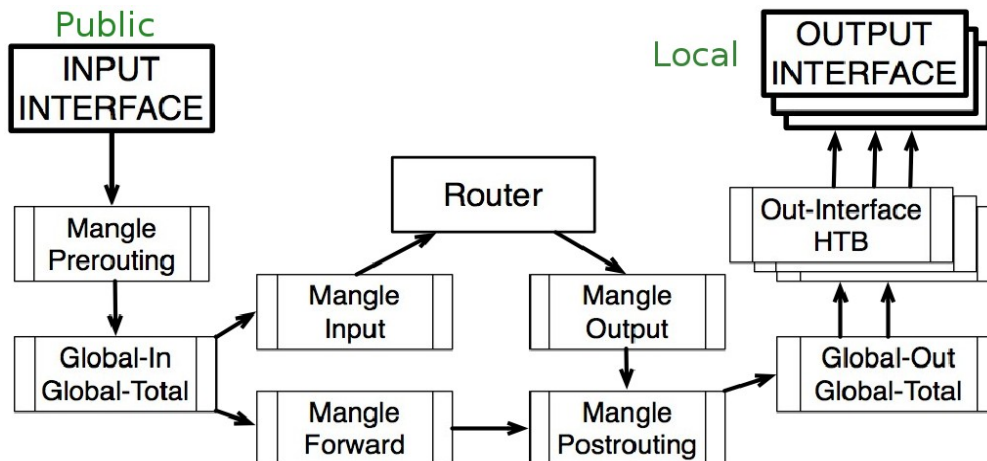 Public
INPUT
INTERFACE
Local
OUTPUT
INTERFACE
Router
Mangle
Prerouting
Out-Interface
HTB
Mangle
Input
Mangle
Output
Global-In
Global-Total
Global-Out
Global-Total
Mangle
Forward
Mangle
Postrouting